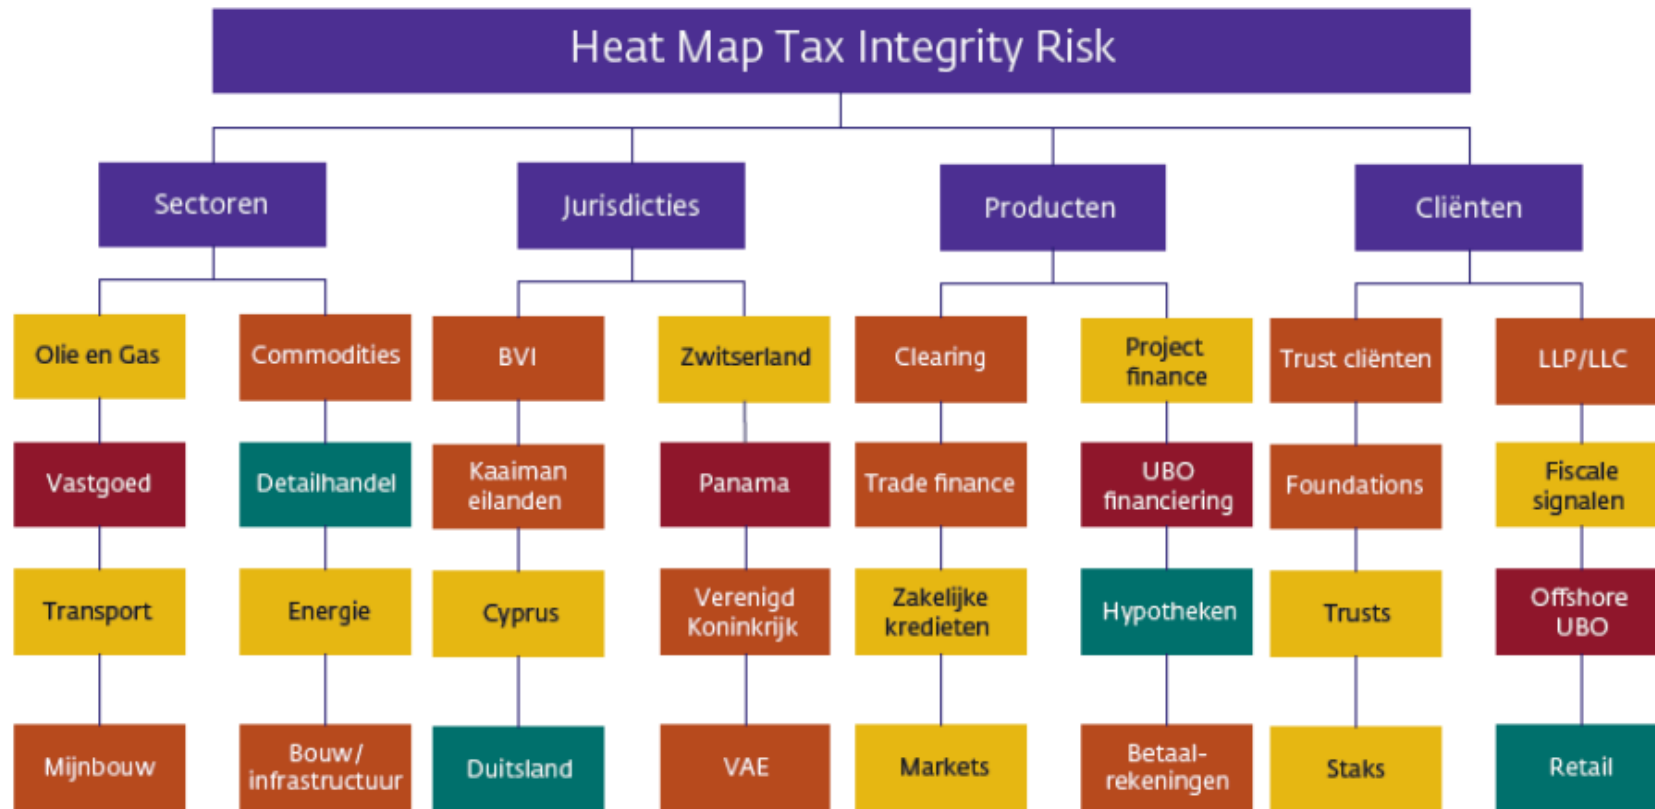 Heat Map Tax Integrity Risk
Sectoren
Jurisdicties
Producten
Cliënten
Olie en Gas
Commodities
BVI
Zwitserland
Clearing
Project
finance
Trust cliënten
LLP/LLC
Vastgoed
Detailhandel
Kaaiman
eilanden
Panama
Trade finance
UBO
financiering
Foundations
Fiscale
signalen
Transport
Energie
Cyprus
Verenigd
Koninkrijk
Zakelijke
kredieten
Hypotheken
Trusts
Offshore
UBO
Mijnbouw
Bouw/
infrastructuur
Duitsland
VAE
Markets
Betaal-
rekeningen
Staks
Retail